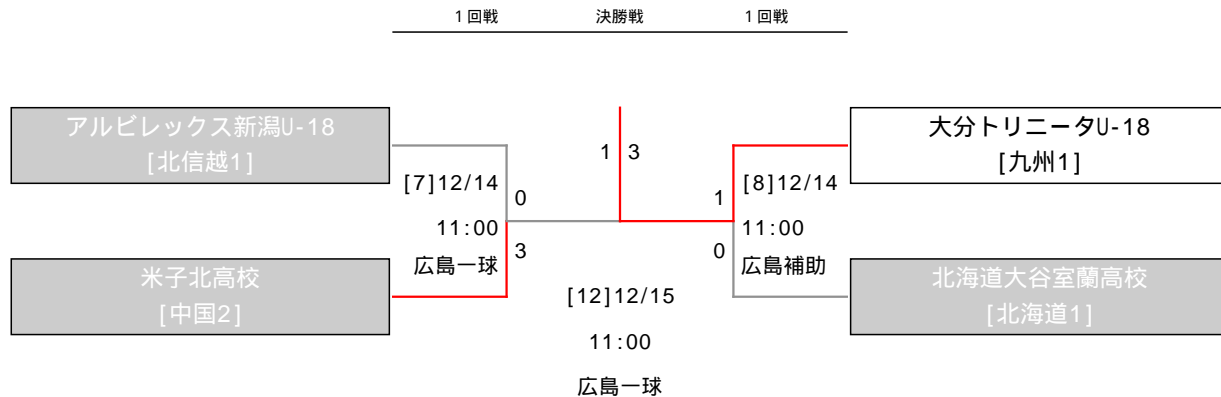 1回戦 決勝戦 1回戦
アルビレックス新潟U-18
[北信越1]
大分トリニータU-18
[九州1]
1 3
[7]12/14
0
11:00
広島一球
3
1
[8]12/14
11:00
0
広島補助
米子北高校
[中国2]
北海道大谷室蘭高校
[北海道1]
[12]12/15
11:00
広島一球